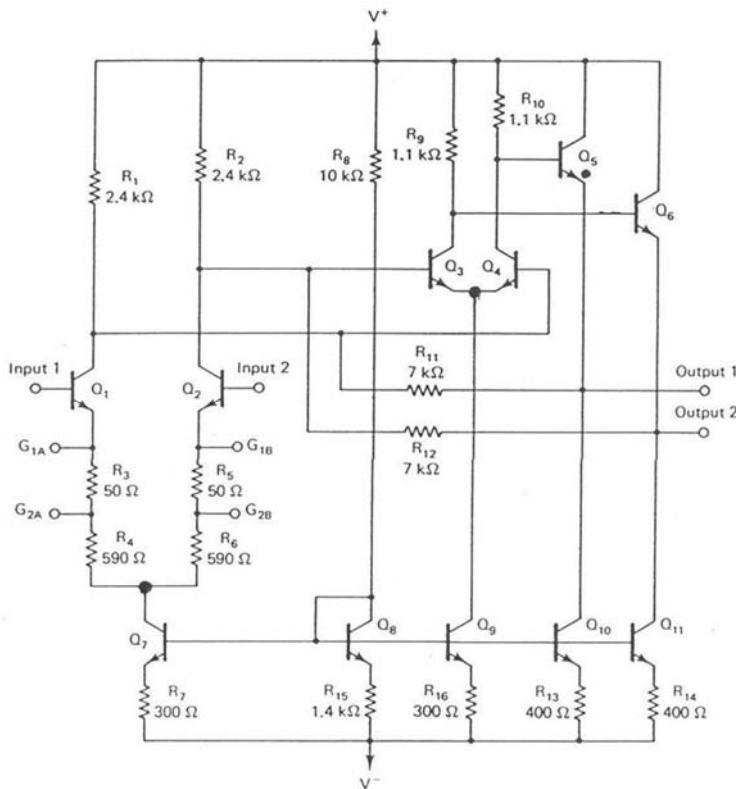 V⁺
R₁
2.4 kΩ
R₂
2.4 kΩ
R₈
10 kΩ
R₉
1.1 kΩ
R₁₀
1.1 kΩ
Q₅
Q₆
Q₃
Q₄
Input 1
Q₁
Input 2
Q₂
R₁₁
7 kΩ
Output 1
Output 2
R₁₂
7 kΩ
G₁A
G₁B
R₃
50 Ω
R₅
50 Ω
G₂A
G₂B
R₄
590 Ω
R₆
590 Ω
Q₇
Q₈
Q₉
Q₁₀
Q₁₁
R₇
300 Ω
R₁₅
1.4 kΩ
R₁₆
300 Ω
R₁₃
400 Ω
R₁₄
400 Ω
V⁻